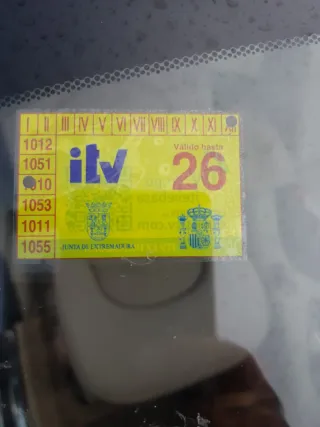 I II III IV V VI VII VIII IX X XI
1012
1051
10
1053
1011
1055
itv
Válido hasta
26
JUNTA DE EXTREMADURA